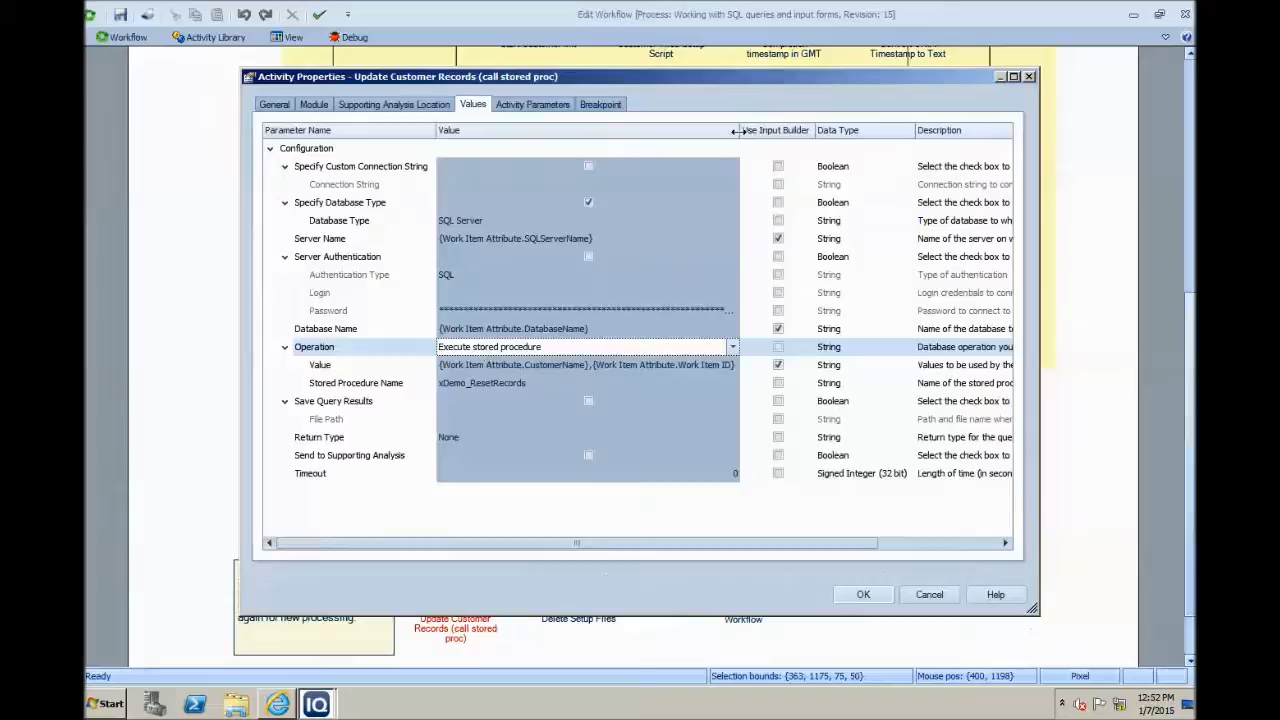 Edit Workflow [Process: Working with SQL queries and input forms, Revision: 15]
Workflow Activity Library View Debug
Script timestamp in GMT Timestamp to Text
Activity Properties - Update Customer Records (call stored proc)
General Module Supporting Analysis Location Values Activity Parameters Breakpoint
Parameter Name Value Use Input Builder Data Type Description
Configuration
Specify Custom Connection String Boolean Select the check box to
Connection String String Connection string to con
Specify Database Type Boolean Select the check box to
Database Type SQL Server String Type of database to wh
Server Name {Work Item Attribute.SQLServerName} String Name of the server on w
Server Authentication Boolean Select the check box to
Authentication Type SQL String Type of authentication
Login String Login credentials to conn
Password ********************************************************... String Password to connect to
Database Name {Work Item Attribute.DatabaseName} String Name of the database t
Operation Execute stored procedure String Database operation you
Value {Work Item Attribute.CustomerName},{Work Item Attribute.Work Item ID} String Values to be used by the
Stored Procedure Name xDemo_ResetRecords String Name of the stored proc
Save Query Results Boolean Select the check box to
File Path String Path and file name wher
Return Type None String Return type for the que
Send to Supporting Analysis Boolean Select the check box to
Timeout 0 Signed Integer (32 bit) Length of time (in secon
OK Cancel Help
again for new processing.
Update Customer Records (call stored proc)
Delete Setup Files
Workflow
Ready Selection bounds: {363, 1175, 75, 50} Mouse pos: {400, 1198} Pixel
Start IQ 12:52 PM
1/7/2015